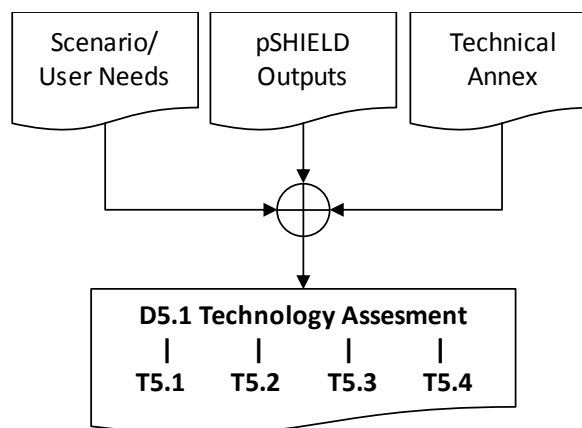 Scenario/
User Needs
pSHIELD
Outputs
Technical
Annex
D5.1 Technology Assesment
| | | |
T5.1 T5.2 T5.3 T5.4